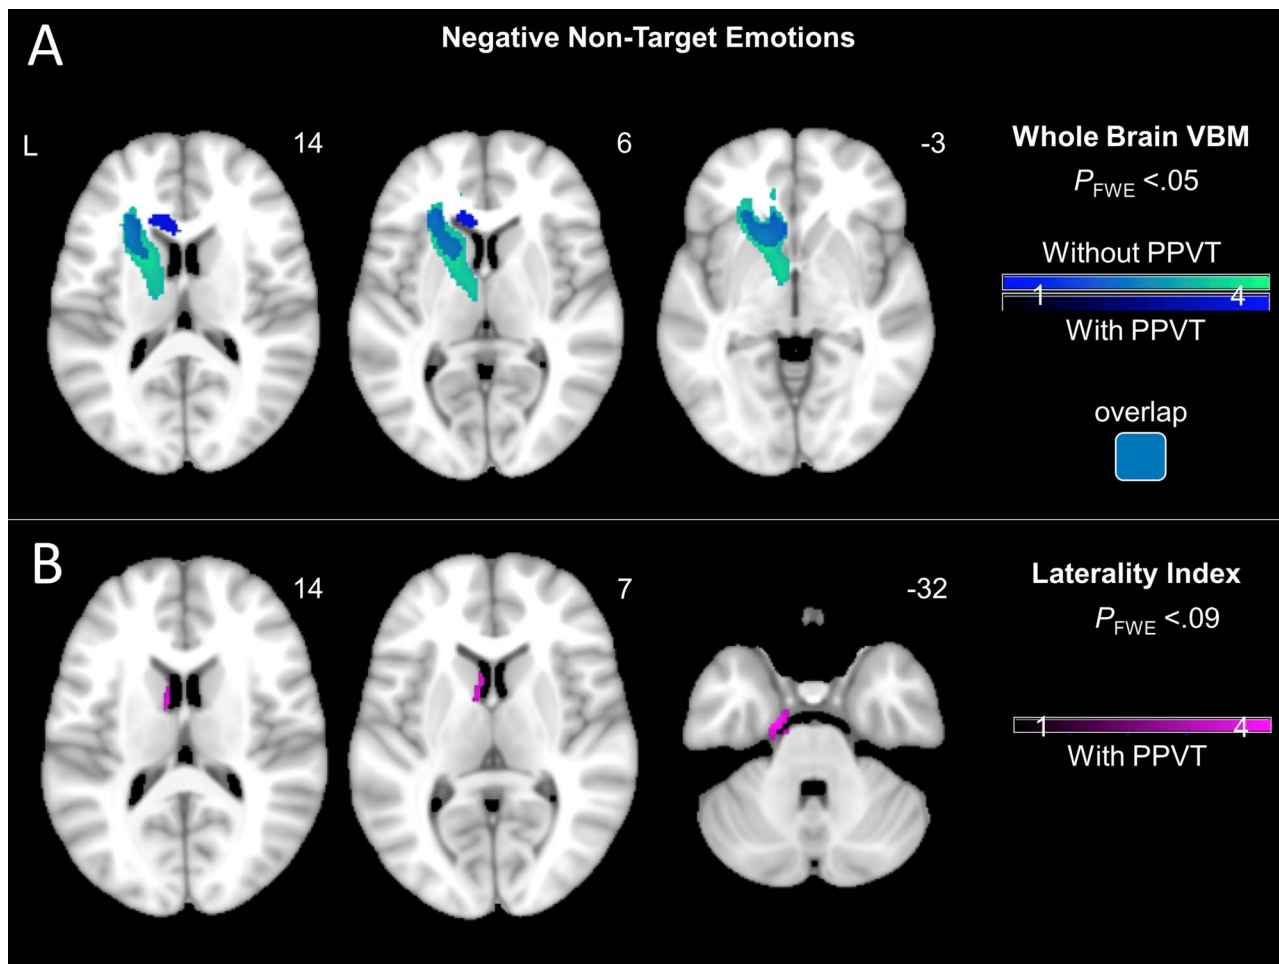 A
Negative Non-Target Emotions
L
14
6
-3
Whole Brain VBM
PFWE <.05
Without PPVT
1 4
With PPVT
overlap
B
14
7
-32
Laterality Index
PFWE <.09
1 4
With PPVT